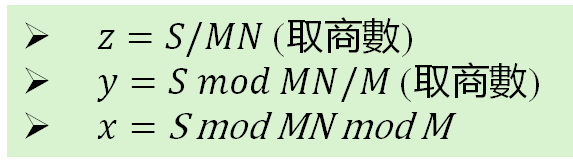 ➢ z = S/MN (取商數)
➢ y = S mod MN/M (取商數)
➢ x = S mod MN mod M